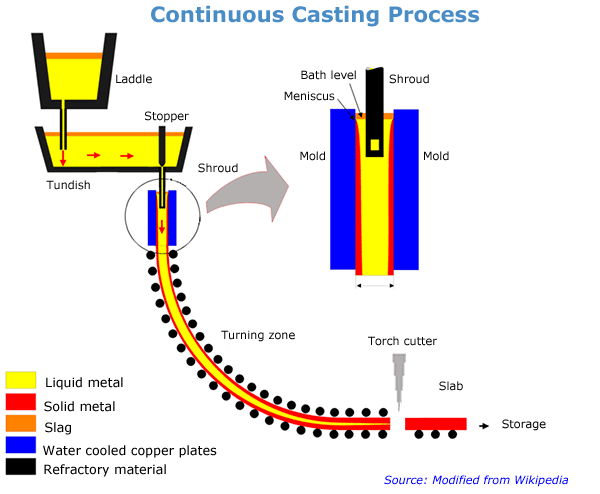 Continuous Casting Process
Laddle
Bath level
Shroud
Meniscus
Stopper
Mold
Mold
Shroud
Tundish
Turning zone
Torch cutter
Slab
Storage
Liquid metal
Solid metal
Slag
Water cooled copper plates
Refractory material
Source: Modified from Wikipedia